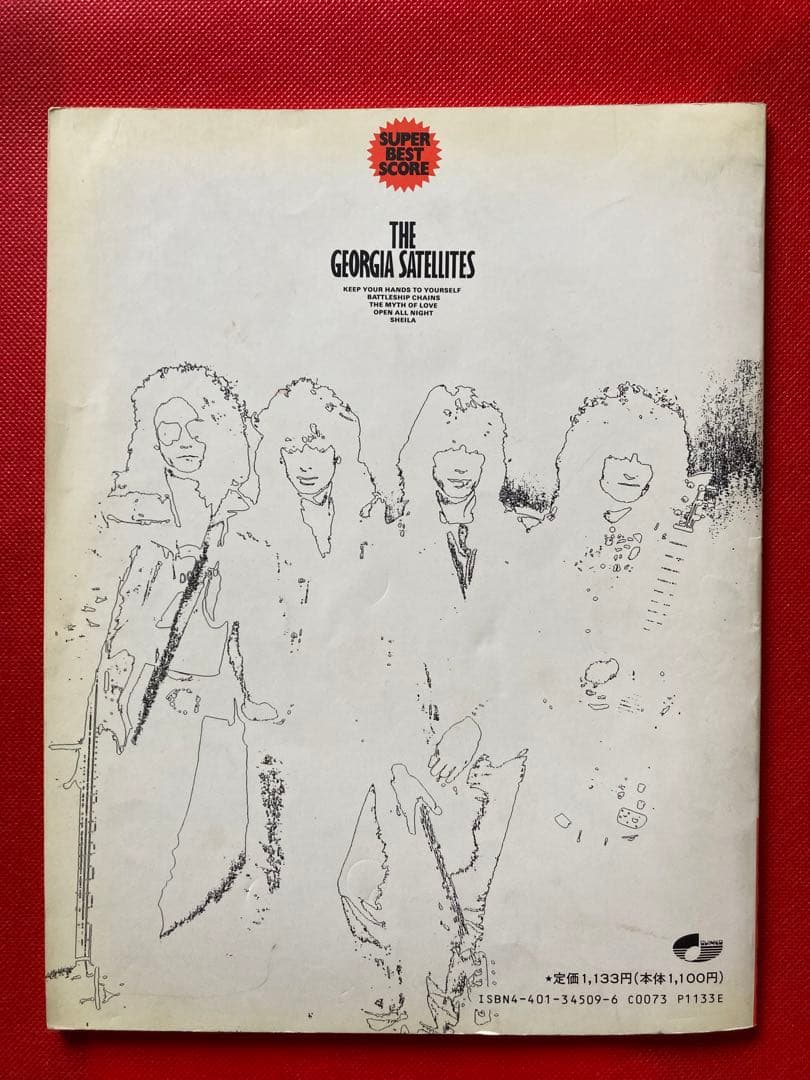 SUPER
BEST
SCORE
THE
GEORGIA SATELLITES
KEEP YOUR HANDS TO YOURSELF
BATTLESHIP CHAINS
THE MYTH OF LOVE
OPEN ALL NIGHT
SHEILA
★定価1,133円(本体1,100円)
ISBN4-401-34509-6 C0073 P1133E